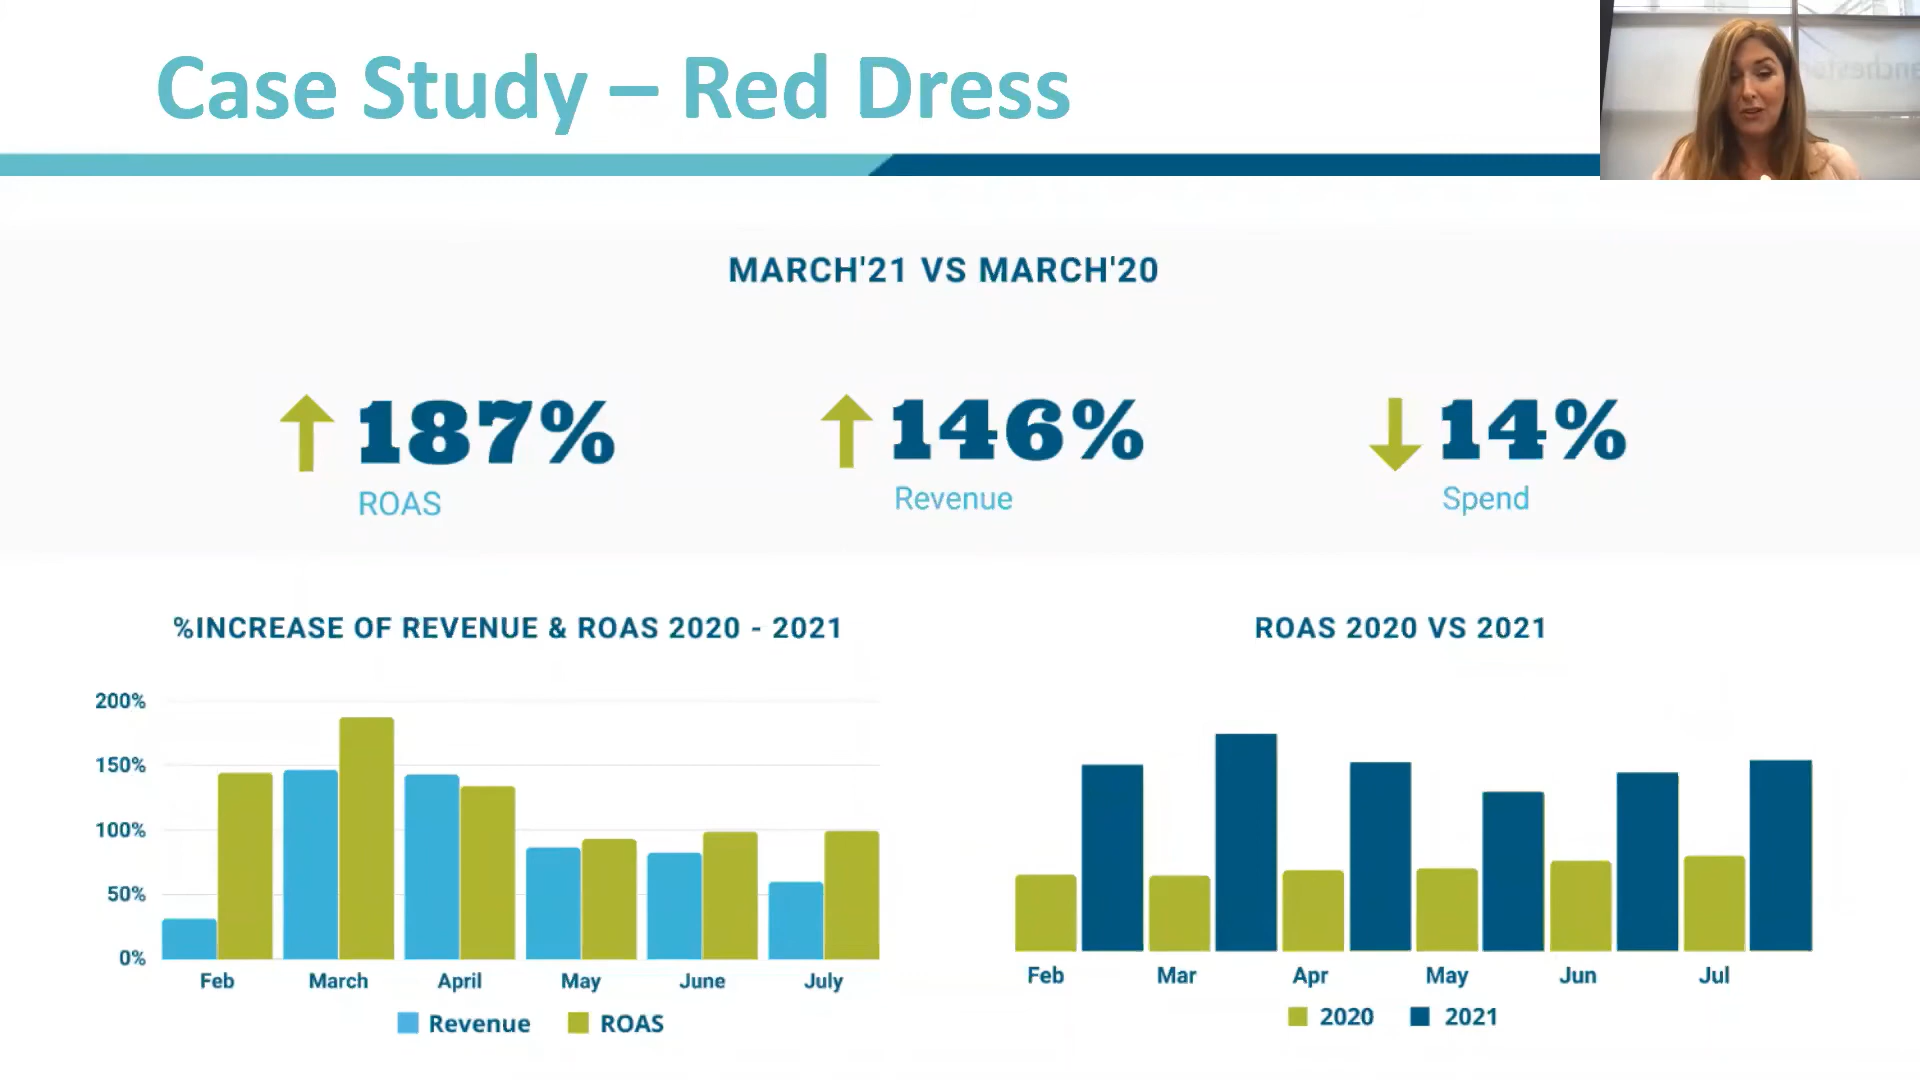 Case Study – Red Dress
MARCH'21 VS MARCH'20
187%
ROAS
146%
Revenue
14%
Spend
%INCREASE OF REVENUE & ROAS 2020 - 2021
200%
150%
100%
50%
0%
Feb March April May June July
Revenue ROAS
ROAS 2020 VS 2021
Feb Mar Apr May Jun Jul
2020 2021